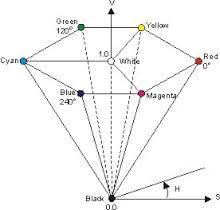 V
Green
120°
Yellow
Cyan
1.0
White
Red
0°
Blue
240°
Magenta
Black
0.0
H
S